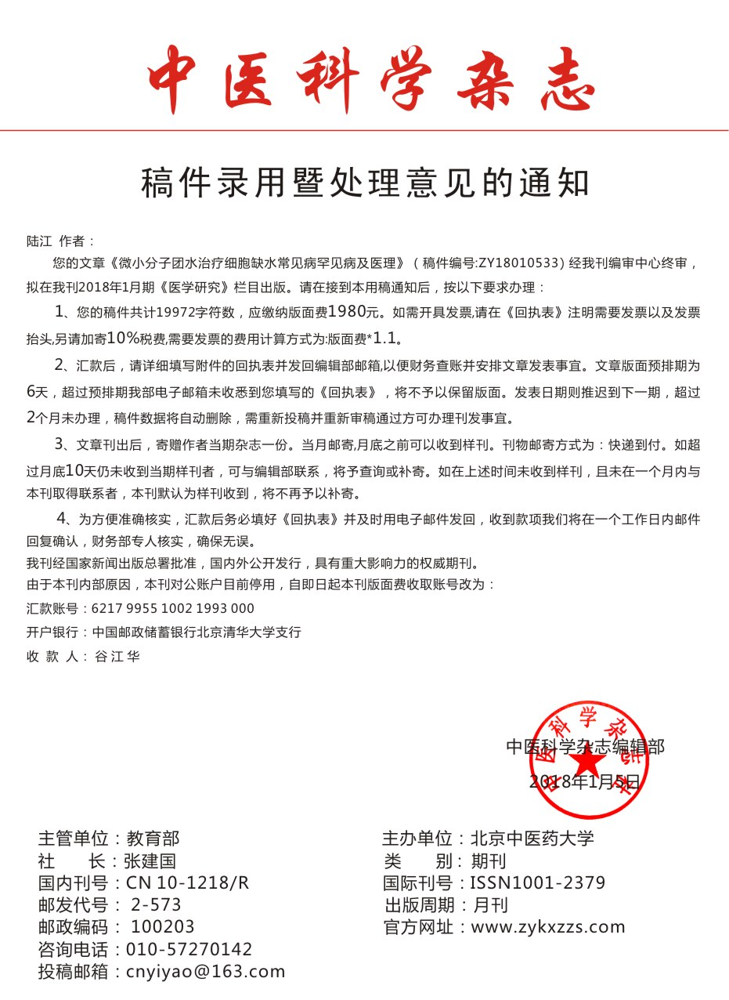 中医科学杂志
稿件录用暨处理意见的通知
陆江 作者：
您的文章《微小分子团水治疗细胞缺水常见病罕见病及医理》（稿件编号:ZY18010533）经我刊编审中心终审，
拟在我刊2018年1月期《医学研究》栏目出版。请在接到本用稿通知后，按以下要求办理：
1、您的稿件共计19972字符数，应缴纳版面费1980元。如需开具发票,请在《回执表》注明需要发票以及发票
抬头,另请加寄10%税费,需要发票的费用计算方式为:版面费*1.1。
2、汇款后，请详细填写附件的回执表并发回编辑部邮箱,以便财务查账并安排文章发表事宜。文章版面预排期为
6天，超过预排期我部电子邮箱未收悉到您填写的《回执表》，将不予以保留版面。发表日期则推迟到下一期，超过
2个月未办理，稿件数据将自动删除，需重新投稿并重新审稿通过方可办理刊发事宜。
3、文章刊出后，寄赠作者当期杂志一份。当月邮寄,月底之前可以收到样刊。刊物邮寄方式为：快递到付。如超
过月底10天仍未收到当期样刊者，可与编辑部联系，将予查询或补寄。如在上述时间未收到样刊，且未在一个月内与
本刊取得联系者，本刊默认为样刊收到，将不再予以补寄。
4、为方便准确核实，汇款后务必填好《回执表》并及时用电子邮件发回，收到款项我们将在一个工作日内邮件
回复确认，财务部专人核实，确保无误。
我刊经国家新闻出版总署批准，国内外公开发行，具有重大影响力的权威期刊。
由于本刊内部原因，本刊对公账户目前停用，自即日起本刊版面费收取账号改为：
汇款账号：6217 9955 1002 1993 000
开户银行：中国邮政储蓄银行北京清华大学支行
收 款 人：谷江华
中医科学杂志社
中医科学杂志编辑部
2018年1月5日
主管单位：教育部
主办单位：北京中医药大学
社 长：张建国
类 别：期刊
国内刊号：CN 10-1218/R
国际刊号：ISSN1001-2379
邮发代号： 2-573
出版周期：月刊
邮政编码： 100203
官方网址：www.zykxzzs.com
咨询电话：010-57270142
投稿邮箱：cnyiyao@163.com